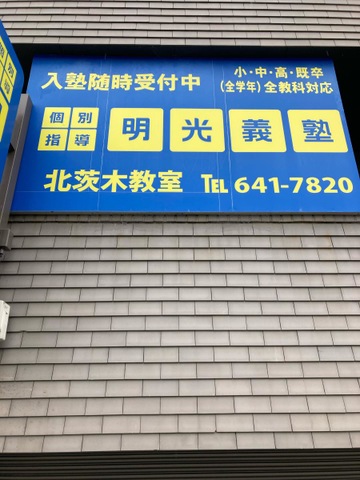 入塾随時受付中
小・中・高・既卒
(全学年)全教科対応
個別
指導
明光義塾
北茨木教室 TEL 641-7820